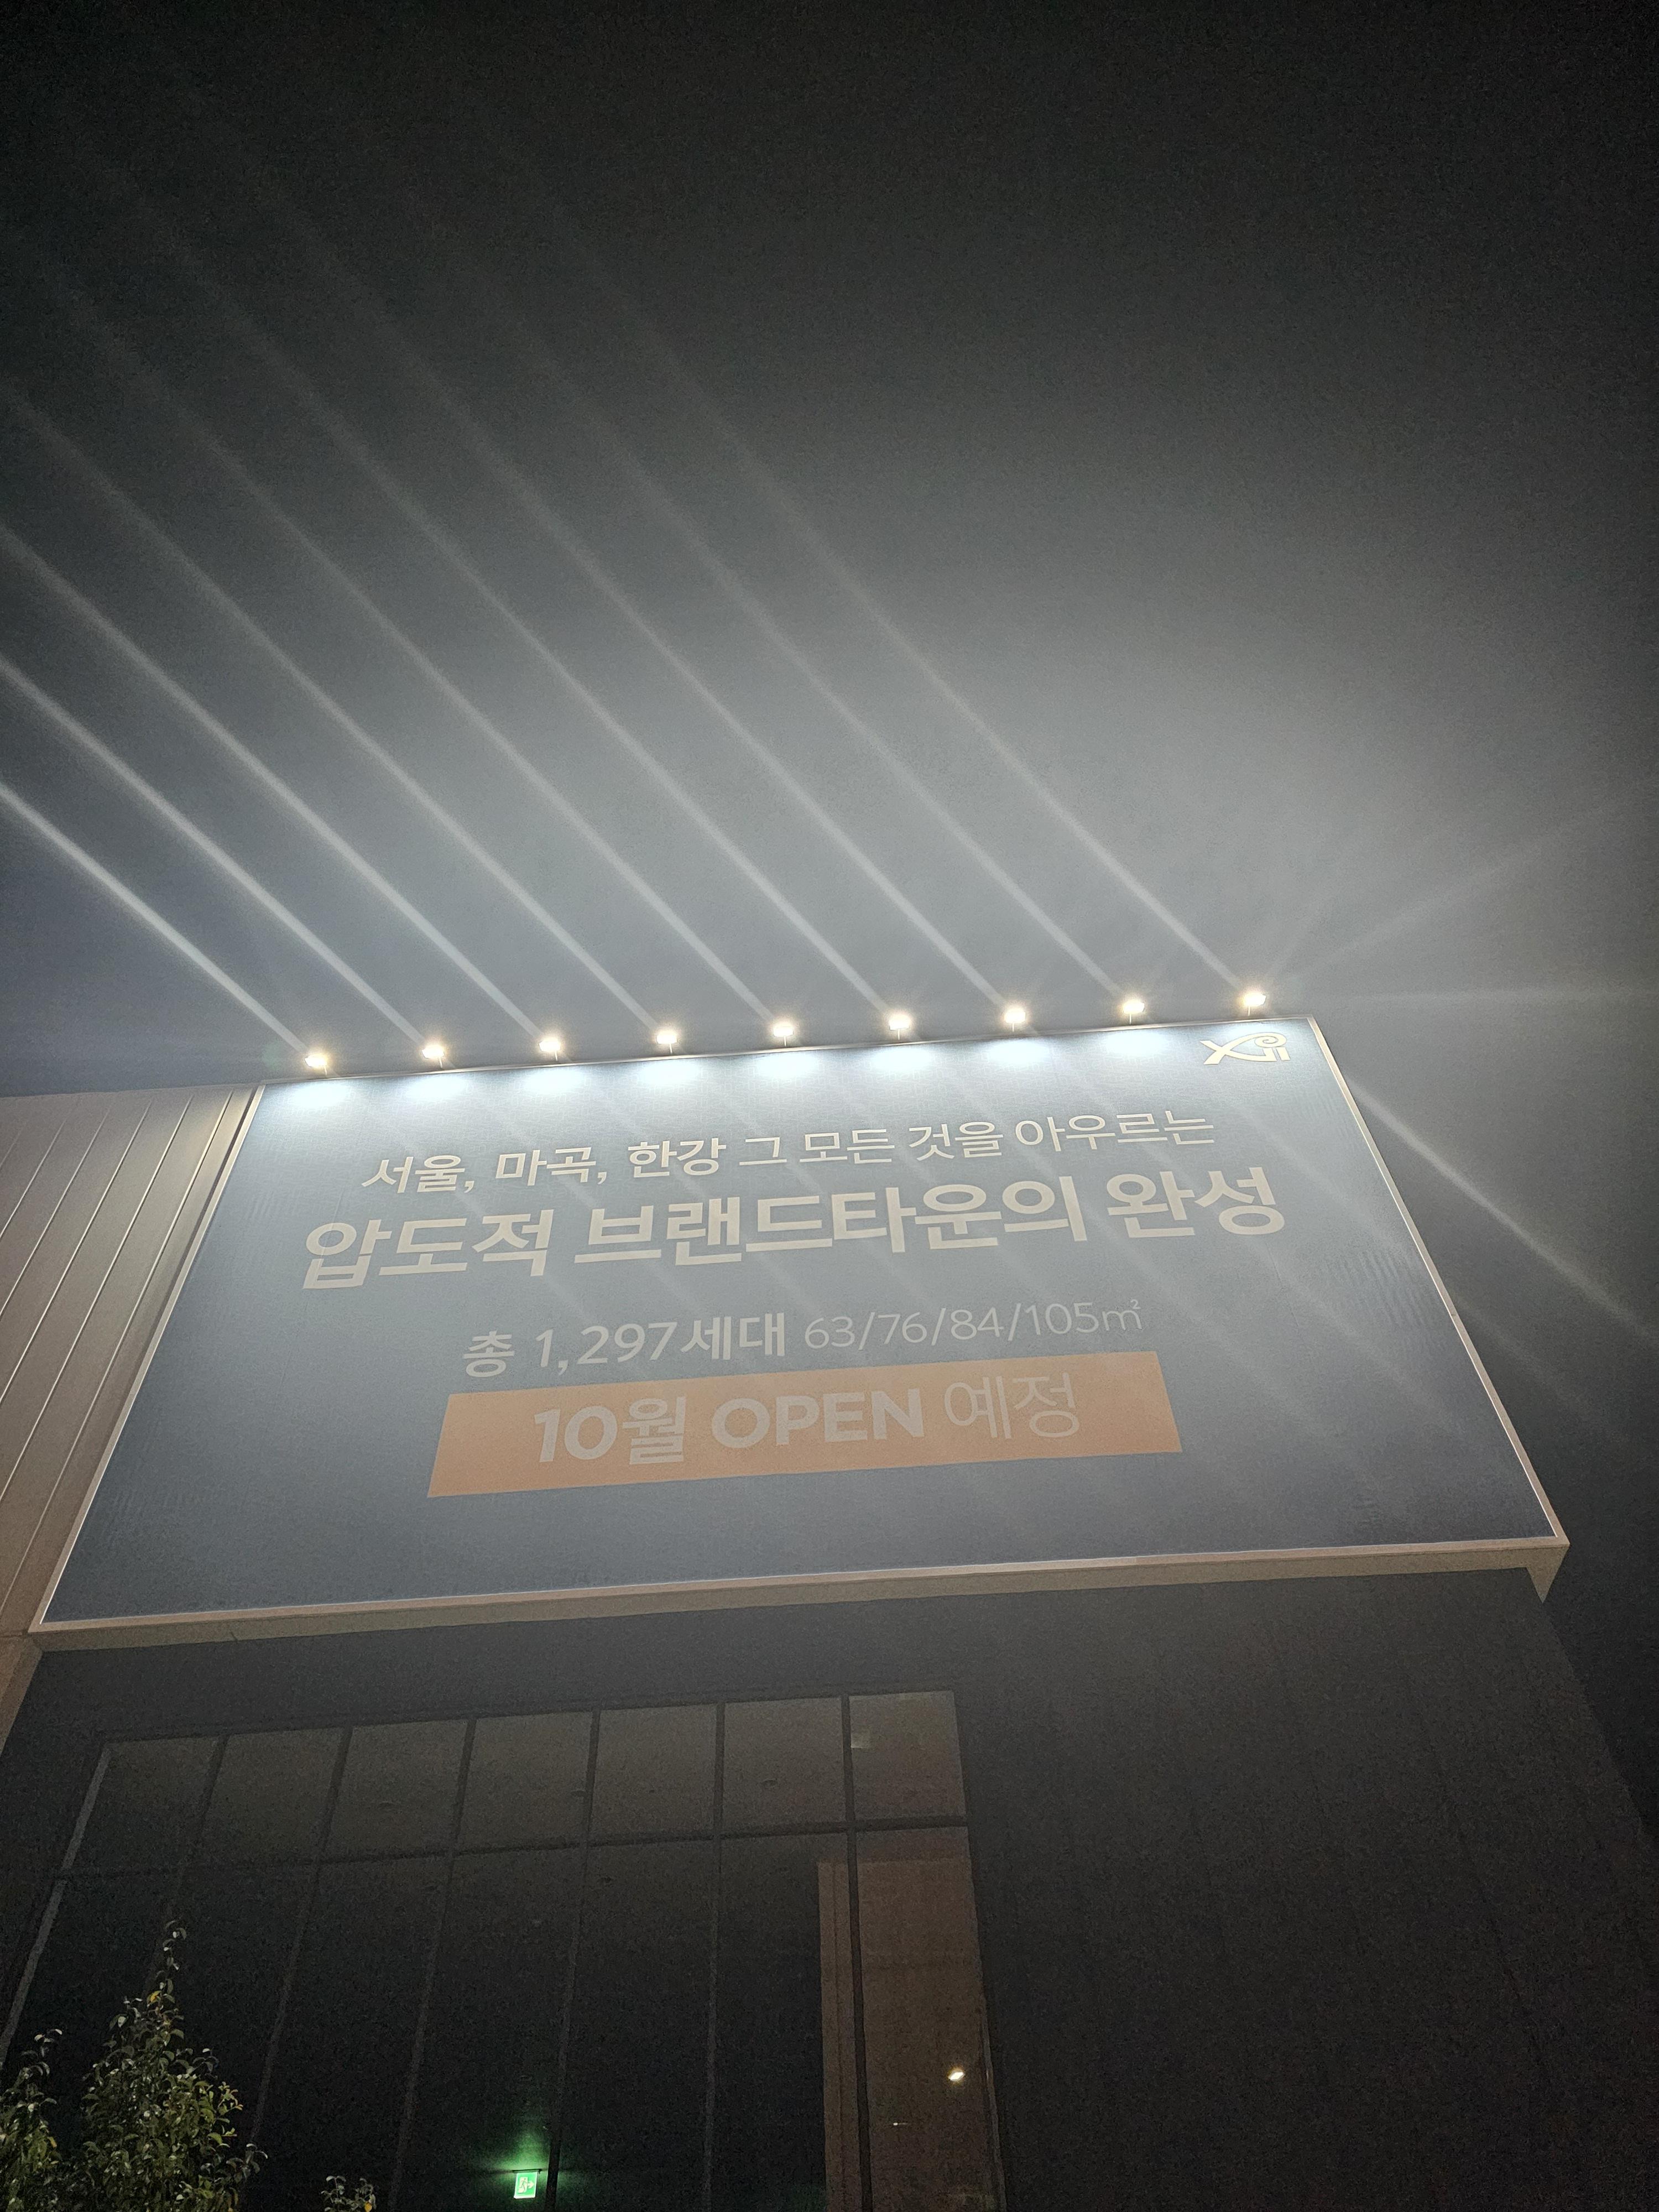 Xi
서울, 마곡, 한강 그 모든 것을 아우르는
압도적 브랜드타운의 완성
총 1,297세대 63/76/84/105㎡
10월 OPEN 예정